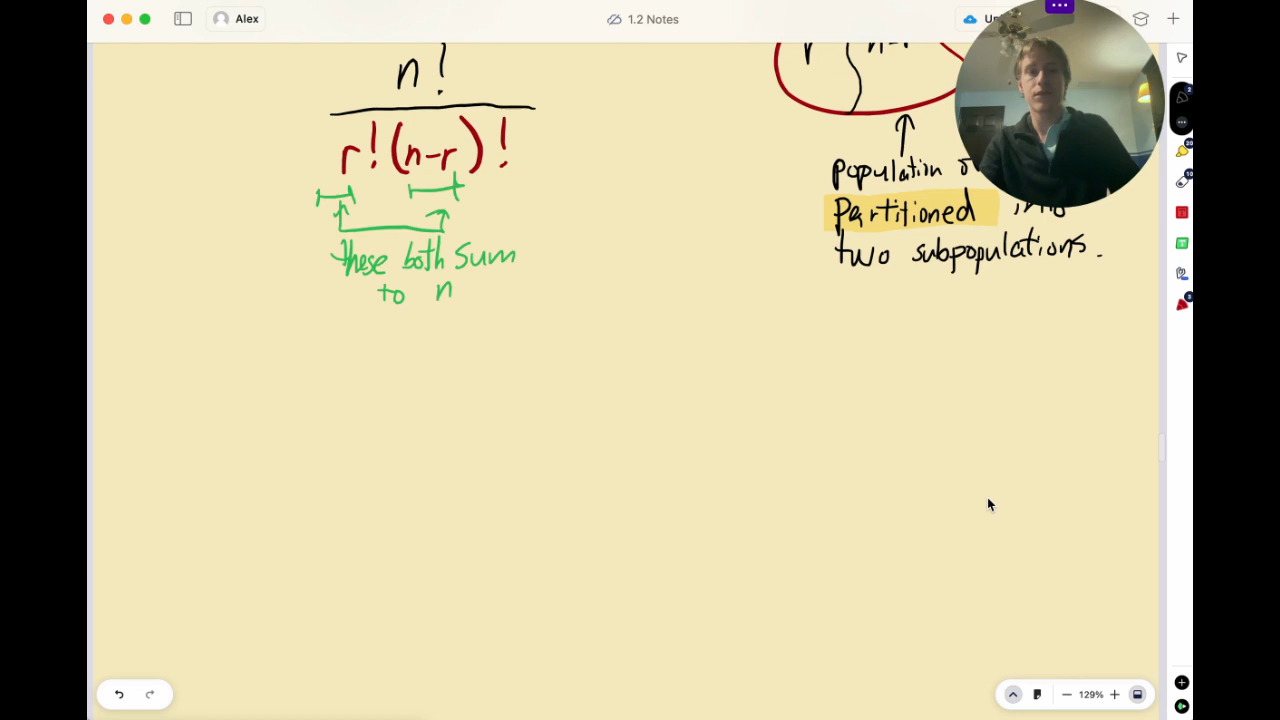 Alex
1.2 Notes
n!
r!(n-r)!
these both sum
to n
r
population
Partitioned
two subpopulations.
129%